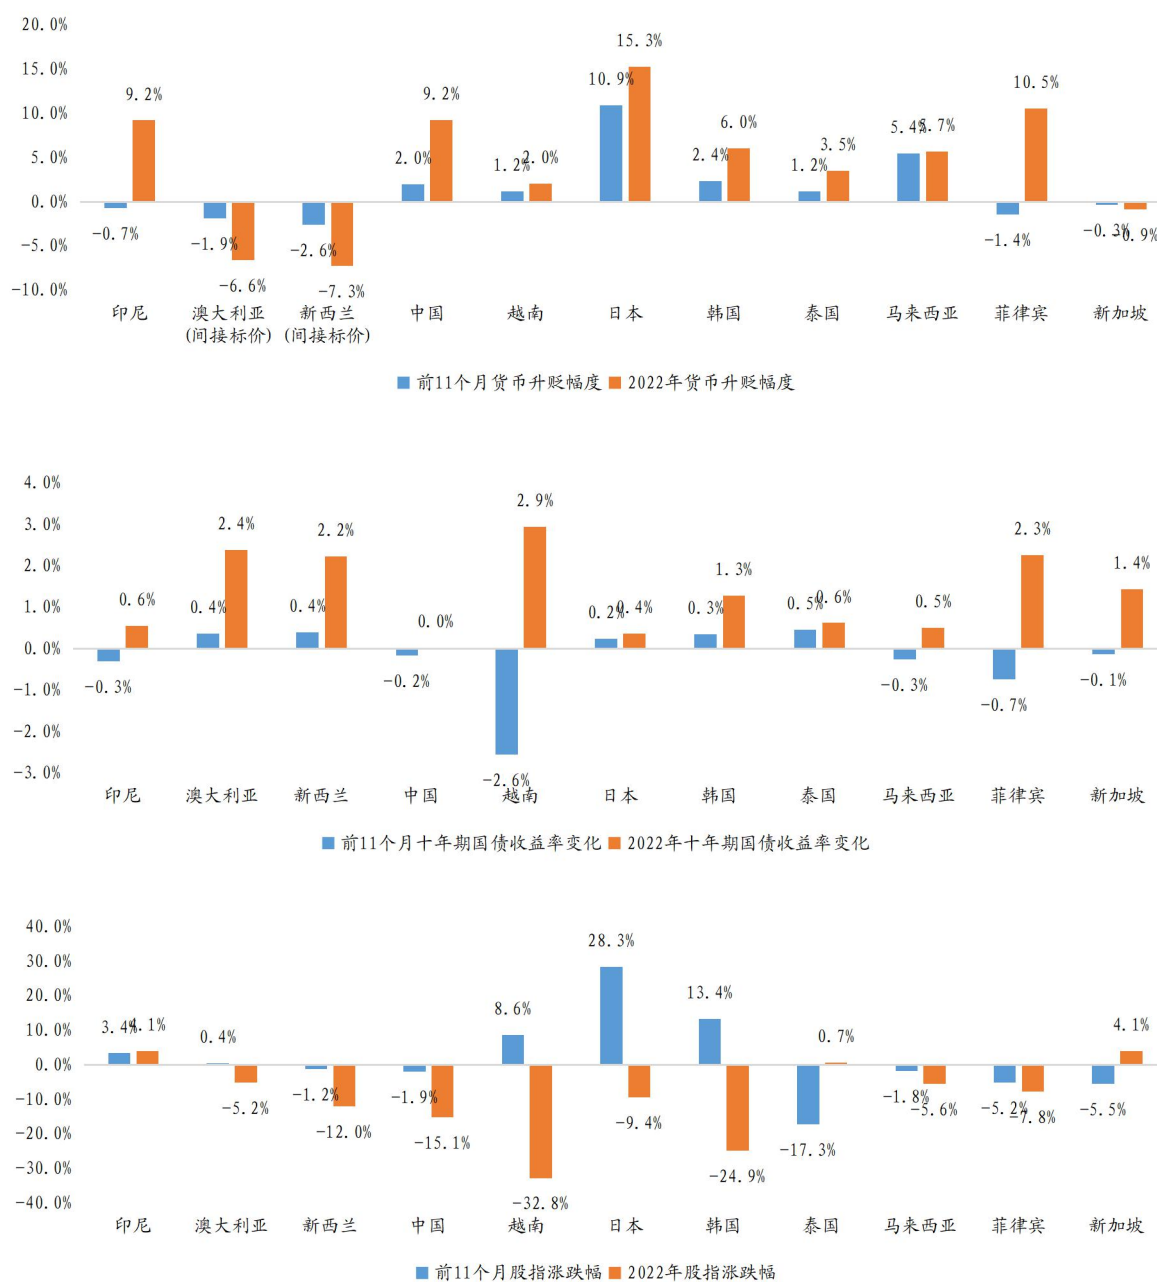 20.0%
15.0%
10.0%
5.0%
0.0%
-5.0%
-10.0%
-0.7% 9.2% -1.9% -6.6% -2.6% -7.3% 2.0% 9.2% 1.2% 2.0% 10.9% 15.3% 2.4% 6.0% 1.2% 3.5% 5.4% 5.7% -1.4% 10.5% -0.3% -0.9%
印尼 澳大利亚 新西兰 中国 越南 日本 韩国 泰国 马来西亚 菲律宾 新加坡
(间接标价) (间接标价)
前11个月货币升贬幅度 2022年货币升贬幅度
4.0%
3.0%
2.0%
1.0%
0.0%
-1.0%
-2.0%
-3.0%
-0.3% 0.6% 0.4% 2.4% 0.4% 2.2% -0.2% 0.0% -2.6% 2.9% 0.2% 0.4% 0.3% 1.3% 0.5% 0.6% -0.3% 0.5% -0.7% 2.3% -0.1% 1.4%
印尼 澳大利亚 新西兰 中国 越南 日本 韩国 泰国 马来西亚 菲律宾 新加坡
前11个月十年期国债收益率变化 2022年十年期国债收益率变化
40.0%
30.0%
20.0%
10.0%
0.0%
-10.0%
-20.0%
-30.0%
-40.0%
3.4% 4.1% 0.4% -5.2% -1.2% -12.0% -1.9% -15.1% 8.6% -32.8% 28.3% -9.4% 13.4% -24.9% -17.3% 0.7% -1.8% -5.6% -5.2% -7.8% -5.5% 4.1%
印尼 澳大利亚 新西兰 中国 越南 日本 韩国 泰国 马来西亚 菲律宾 新加坡
前11个月股指涨跌幅 2022年股指涨跌幅